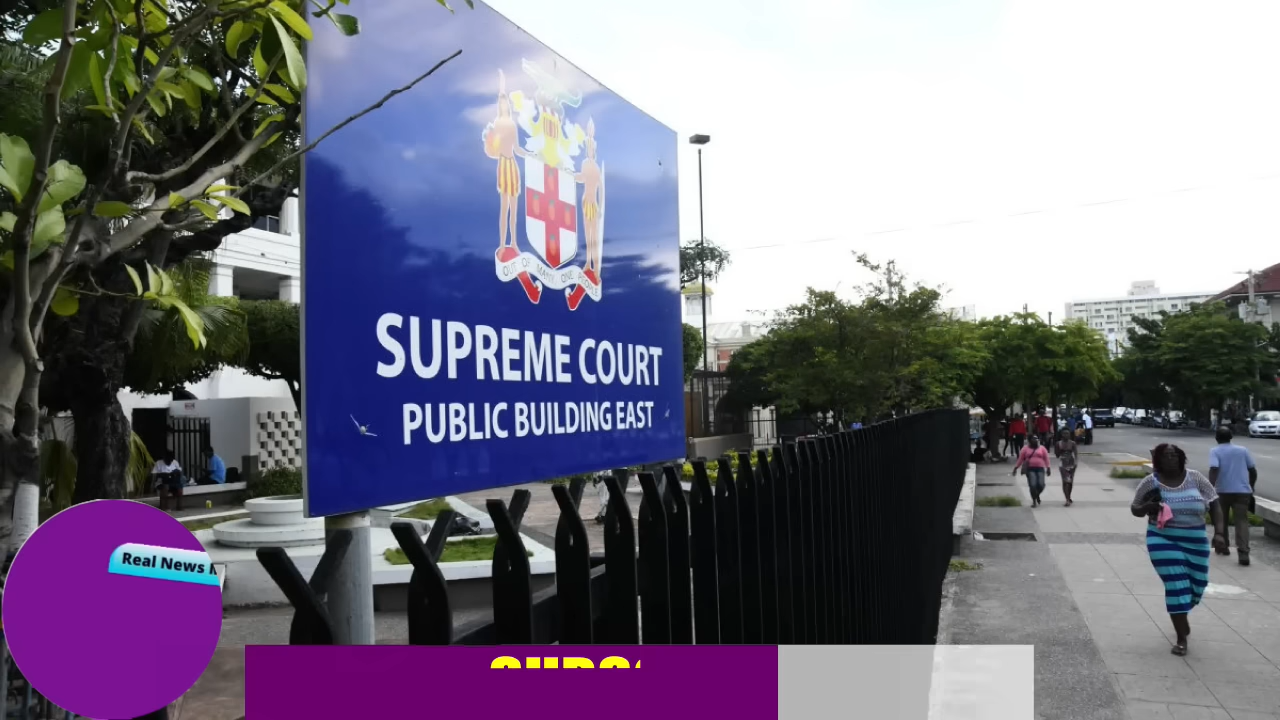 OUT OF MANY ONE PEOPLE
SUPREME COURT
PUBLIC BUILDING EAST
Real News